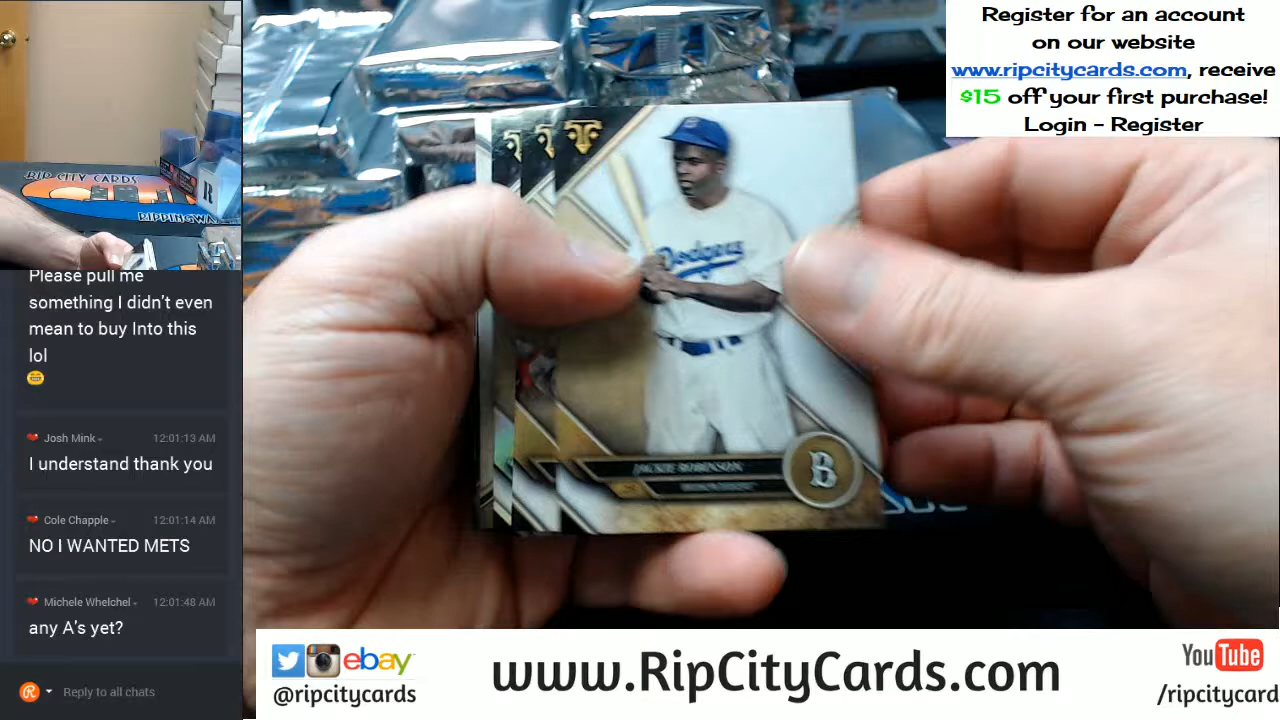 Register for an account
on our website
www.ripcitycards.com, receive
$15 off your first purchase!
Login - Register
RIP CITY CARDS
R
Please pull me
something I didn't even
mean to buy Into this
lol
Josh Mink
12:01:13 AM
I understand thank you
Cole Chapple
12:01:14 AM
NO I WANTED METS
Michele Whelchel
12:01:48 AM
any A's yet?
Reply to all chats
Dodgers
JACKIE ROBINSON
B
ebay
@ripcitycards
www.RipCityCards.com
YouTube
/ripcitycard